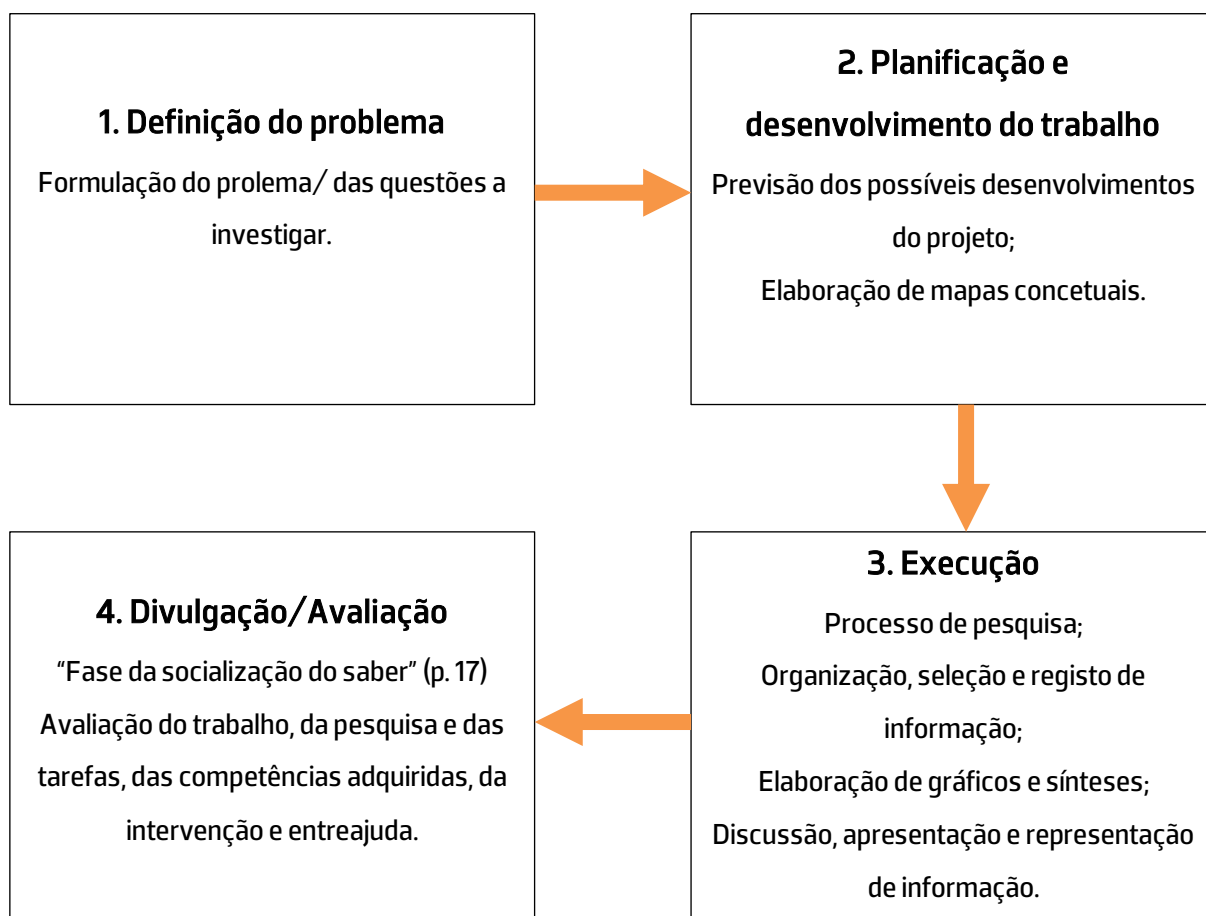 1. Definição do problema
Formulação do prolema/ das questões a
investigar.
2. Planificação e
desenvolvimento do trabalho
Previsão dos possíveis desenvolvimentos
do projeto;
Elaboração de mapas concetuais.
3. Execução
Processo de pesquisa;
Organização, seleção e registo de
informação;
Elaboração de gráficos e sínteses;
Discussão, apresentação e representação
de informação.
4. Divulgação/Avaliação
“Fase da socialização do saber” (p. 17)
Avaliação do trabalho, da pesquisa e das
tarefas, das competências adquiridas, da
intervenção e entreajuda.